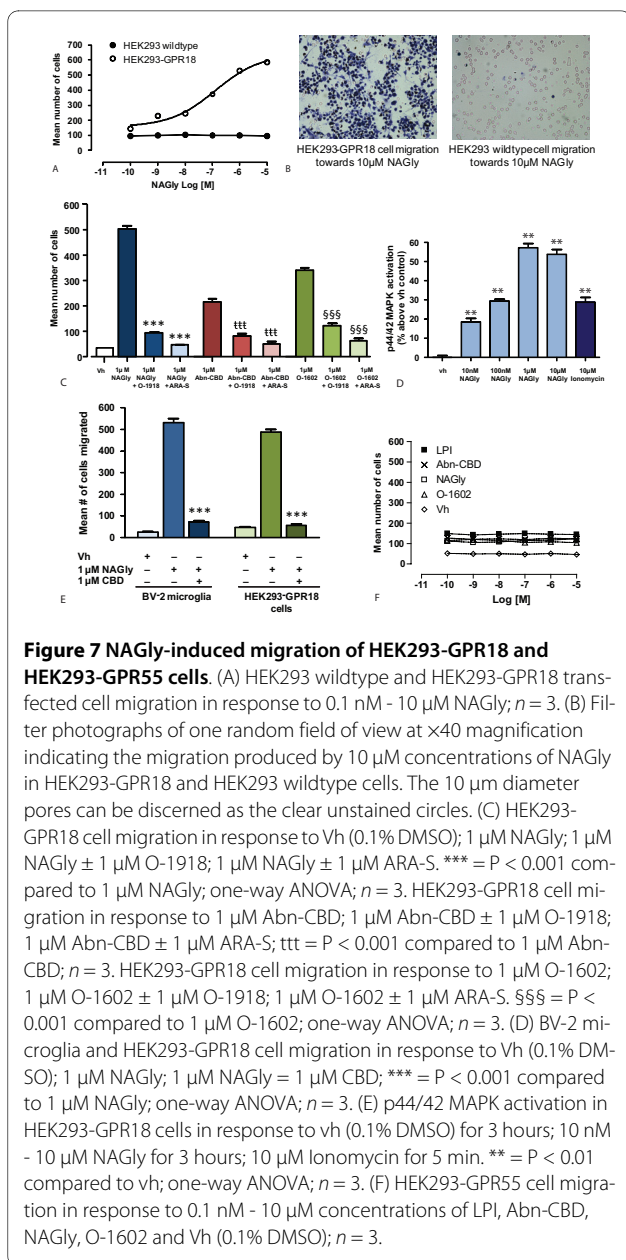 700
600
500
400
300
200
100
0
Mean number of cells
HEK293 wildtype
HEK293-GPR18
-11 -10 -9 -8 -7 -6 -5
NAGly Log [M]
A
B
HEK293-GPR18 cell migration
towards 10µM NAGly
HEK293 wildtype cell migration
towards 10µM NAGly
600
500
400
300
200
100
0
Mean number of cells
*** *** ŧŧŧ ŧŧŧ §§§ §§§
Vh
1µM
NAGly
1µM
NAGly
+ O-1918
1µM
NAGly
+ARA-S
1µM
Abn-CBD
1µM
Abn-CBD
+ O-1918
1µM
Abn-CBD
+ ARA-S
1µM
O-1602
1µM
O-1602
+ O-1918
1µM
O-1602
+ ARA-S
C
60
50
40
30
20
10
0
p44/42 MAPK activation
(% above vh control)
** ** ** ** **
vh
10nM
NAGly
100nM
NAGly
1µM
NAGly
10µM
NAGly
10µM
Ionomycin
D
600
500
400
300
200
100
0
Mean # of cells migrated
*** ***
Vh + – – + – –
1 µM NAGly – + + – + +
1 µM CBD – – + – – +
BV-2 microglia
HEK293-GPR18
cells
E
600
500
400
300
200
100
0
Mean number of cells
LPI
Abn-CBD
NAGly
O-1602
Vh
-11 -10 -9 -8 -7 -6 -5
Log [M]
F
Figure 7 NAGly-induced migration of HEK293-GPR18 and
HEK293-GPR55 cells. (A) HEK293 wildtype and HEK293-GPR18 trans-
fected cell migration in response to 0.1 nM - 10 µM NAGly; n = 3. (B) Fil-
ter photographs of one random field of view at ×40 magnification
indicating the migration produced by 10 µM concentrations of NAGly
in HEK293-GPR18 and HEK293 wildtype cells. The 10 µm diameter
pores can be discerned as the clear unstained circles. (C) HEK293-
GPR18 cell migration in response to Vh (0.1% DMSO); 1 µM NAGly; 1 µM
NAGly ± 1 µM O-1918; 1 µM NAGly ± 1 µM ARA-S. *** = P < 0.001 com-
pared to 1 µM NAGly; one-way ANOVA; n = 3. HEK293-GPR18 cell mi-
gration in response to 1 µM Abn-CBD; 1 µM Abn-CBD ± 1 µM O-1918;
1 µM Abn-CBD ± 1 µM ARA-S; ttt = P < 0.001 compared to 1 µM Abn-
CBD; n = 3. HEK293-GPR18 cell migration in response to 1 µM O-1602;
1 µM O-1602 ± 1 µM O-1918; 1 µM O-1602 ± 1 µM ARA-S. §§§ = P <
0.001 compared to 1 µM O-1602; one-way ANOVA; n = 3. (D) BV-2 mi-
croglia and HEK293-GPR18 cell migration in response to Vh (0.1% DM-
SO); 1 µM NAGly; 1 µM NAGly = 1 µM CBD; *** = P < 0.001 compared
to 1 µM NAGly; one-way ANOVA; n = 3. (E) p44/42 MAPK activation in
HEK293-GPR18 cells in response to vh (0.1% DMSO) for 3 hours; 10 nM
- 10 µM NAGly for 3 hours; 10 µM Ionomycin for 5 min. ** = P < 0.01
compared to vh; one-way ANOVA; n = 3. (F) HEK293-GPR55 cell migra-
tion in response to 0.1 nM - 10 µM concentrations of LPI, Abn-CBD,
NAGly, O-1602 and Vh (0.1% DMSO); n = 3.